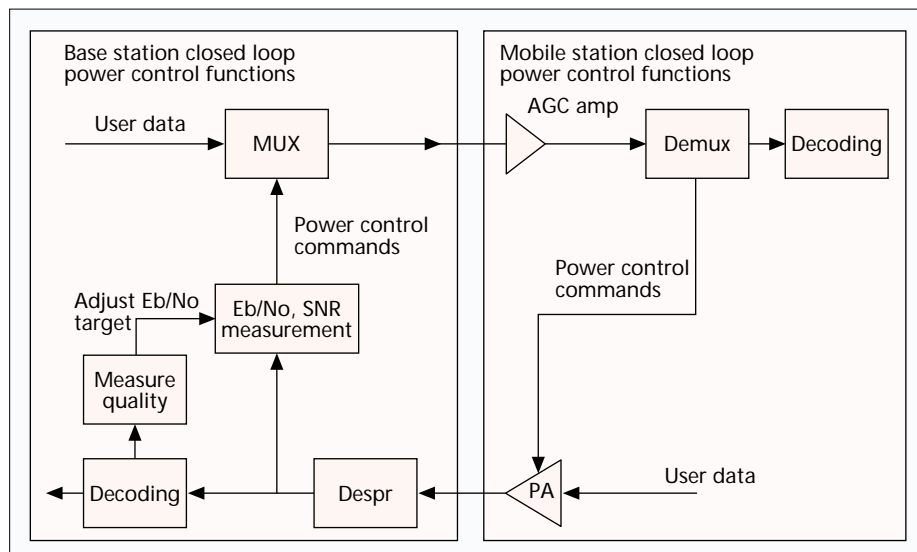 Base station closed loop
power control functions
User data
MUX
Power control
commands
Adjust Eb/No
target
Eb/No, SNR
measurement
Measure
quality
Decoding
Despr
Mobile station closed loop
power control functions
AGC amp
Demux
Decoding
Power control
commands
PA
User data